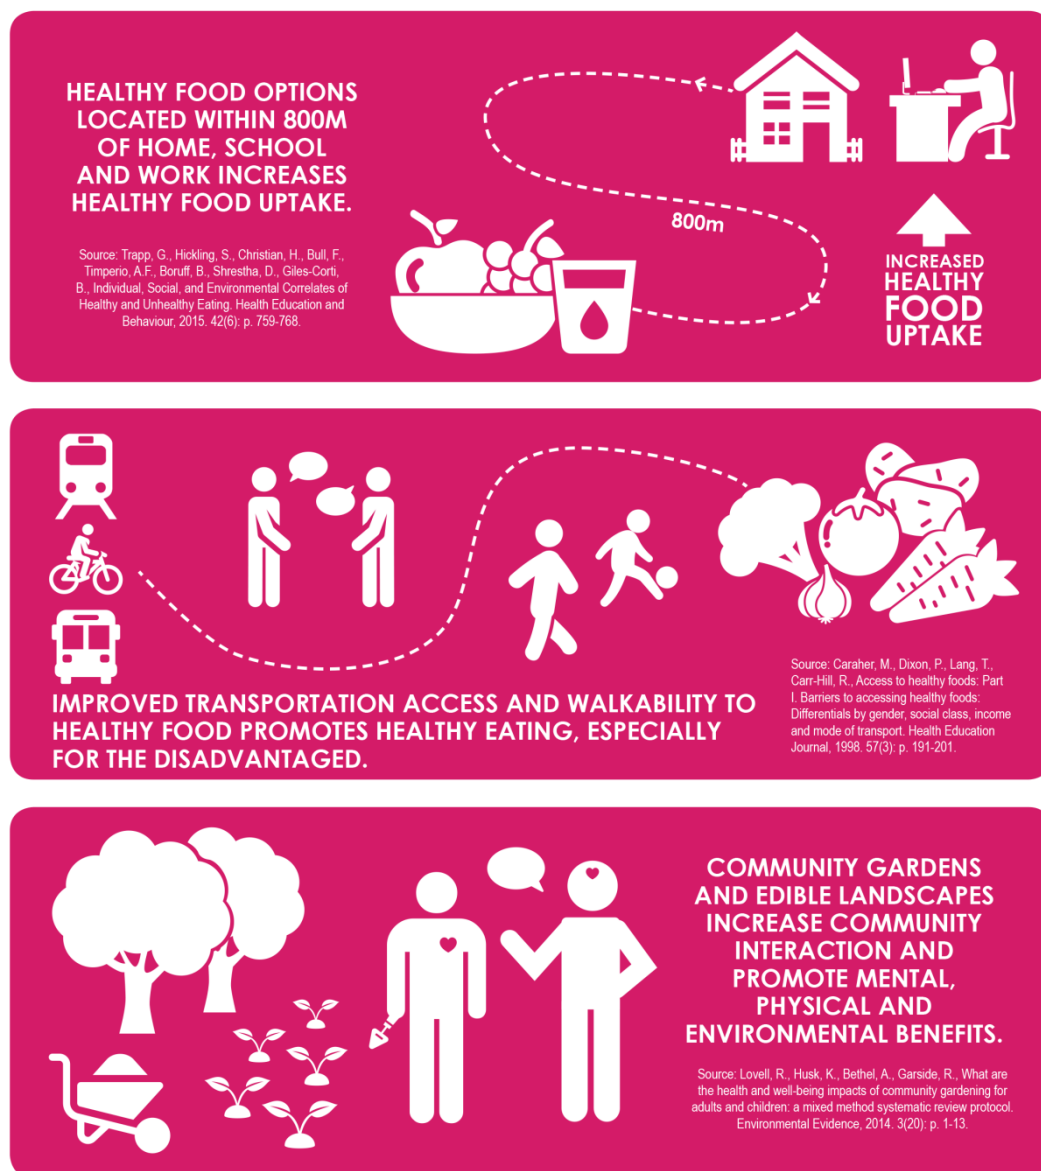 HEALTHY FOOD OPTIONS
LOCATED WITHIN 800M
OF HOME, SCHOOL
AND WORK INCREASES
HEALTHY FOOD UPTAKE.
Source: Trapp, G., Hickling, S., Christian, H., Bull, F.,
Timperio, A.F., Boruff, B., Shrestha, D., Giles-Corti,
B., Individual, Social, and Environmental Correlates of
Healthy and Unhealthy Eating. Health Education and
Behaviour, 2015. 42(6): p. 759-768.
800m
INCREASED
HEALTHY
FOOD
UPTAKE
IMPROVED TRANSPORTATION ACCESS AND WALKABILITY TO
HEALTHY FOOD PROMOTES HEALTHY EATING, ESPECIALLY
FOR THE DISADVANTAGED.
Source: Caraher, M., Dixon, P., Lang, T.,
Carr-Hill, R., Access to healthy foods: Part
I. Barriers to accessing healthy foods:
Differentials by gender, social class, income
and mode of transport. Health Education
Journal, 1998. 57(3): p. 191-201.
COMMUNITY GARDENS
AND EDIBLE LANDSCAPES
INCREASE COMMUNITY
INTERACTION AND
PROMOTE MENTAL,
PHYSICAL AND
ENVIRONMENTAL BENEFITS.
Source: Lovell, R., Husk, K., Bethel, A., Garside, R., What are
the health and well-being impacts of community gardening for
adults and children: a mixed method systematic review protocol.
Environmental Evidence, 2014. 3(20): p. 1-13.